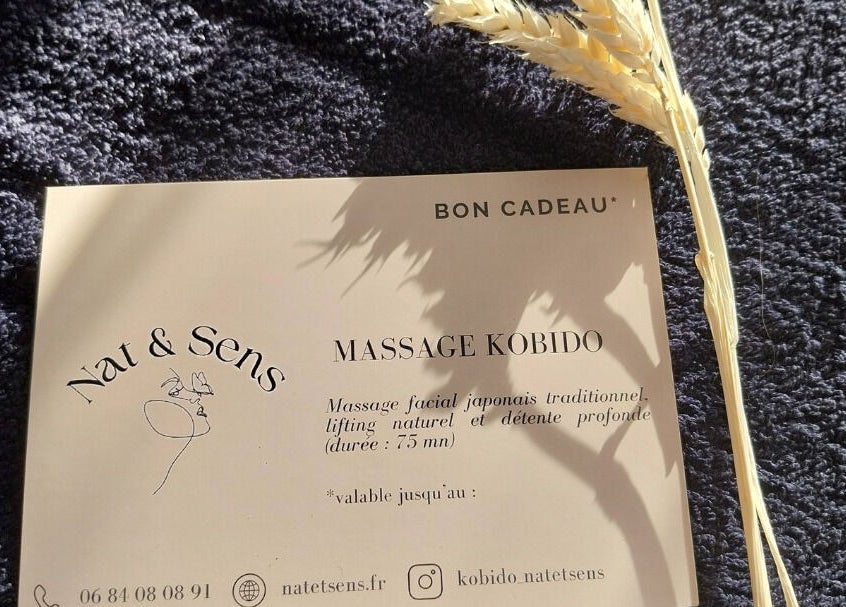 BON CADEAU*
Nat & Sens
MASSAGE KOBIDO
Massage facial japonais traditionnel,
lifting naturel et détente profonde
(durée : 75 mn)
*valable jusqu'au :
06 84 08 08 91 natetsens.fr kobido_natetsens